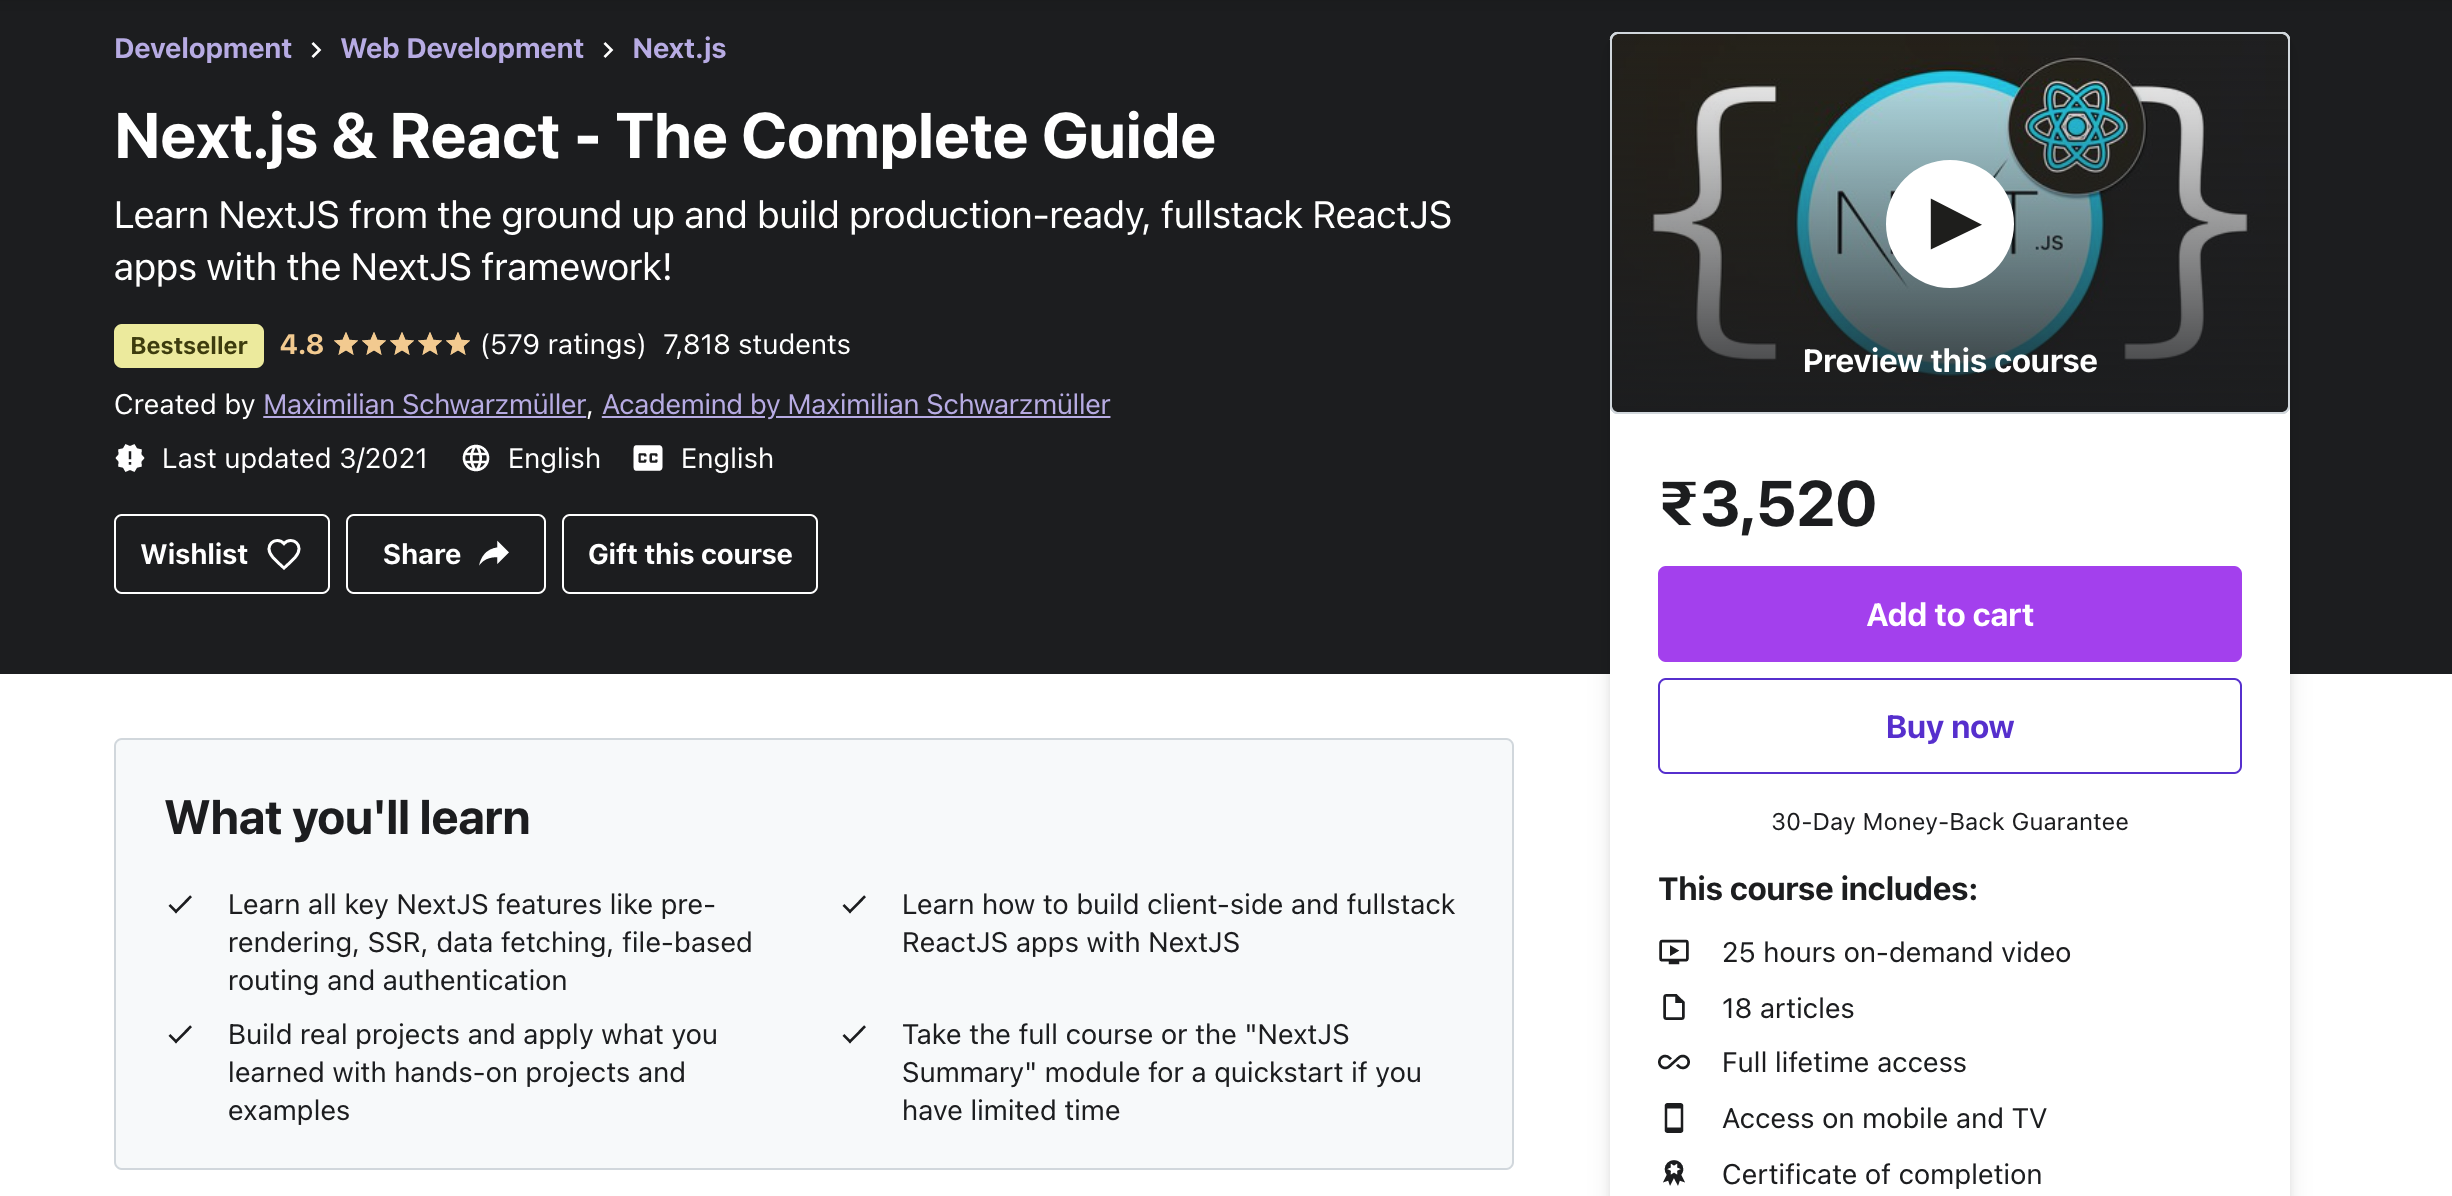 Development > Web Development > Next.js
Next.js & React - The Complete Guide
Learn NextJS from the ground up and build production-ready, fullstack ReactJS
apps with the NextJS framework!
Bestseller 4.8 (579 ratings) 7,818 students
Created by Maximilian Schwarzmüller, Academind by Maximilian Schwarzmüller
Last updated 3/2021 English CC English
Wishlist Share Gift this course
What you'll learn
Learn all key NextJS features like pre-
rendering, SSR, data fetching, file-based
routing and authentication
Learn how to build client-side and fullstack
ReactJS apps with NextJS
Build real projects and apply what you
learned with hands-on projects and
examples
Take the full course or the "NextJS
Summary" module for a quickstart if you
have limited time
.JS
Preview this course
₹3,520
Add to cart
Buy now
30-Day Money-Back Guarantee
This course includes:
25 hours on-demand video
18 articles
Full lifetime access
Access on mobile and TV
Certificate of completion